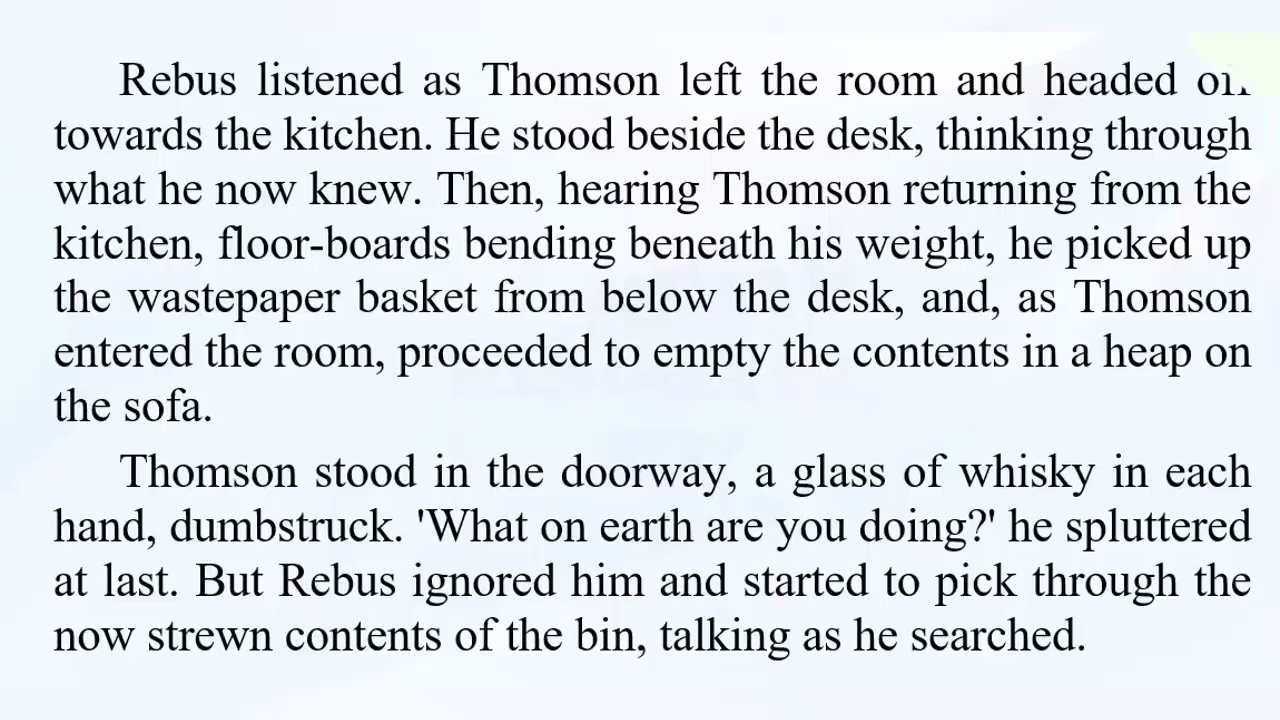 Rebus listened as Thomson left the room and headed
towards the kitchen. He stood beside the desk, thinking through
what he now knew. Then, hearing Thomson returning from the
kitchen, floor-boards bending beneath his weight, he picked up
the wastepaper basket from below the desk, and, as Thomson
entered the room, proceeded to empty the contents in a heap on
the sofa.
Thomson stood in the doorway, a glass of whisky in each
hand, dumbstruck. 'What on earth are you doing?' he spluttered
at last. But Rebus ignored him and started to pick through the
now strewn contents of the bin, talking as he searched.